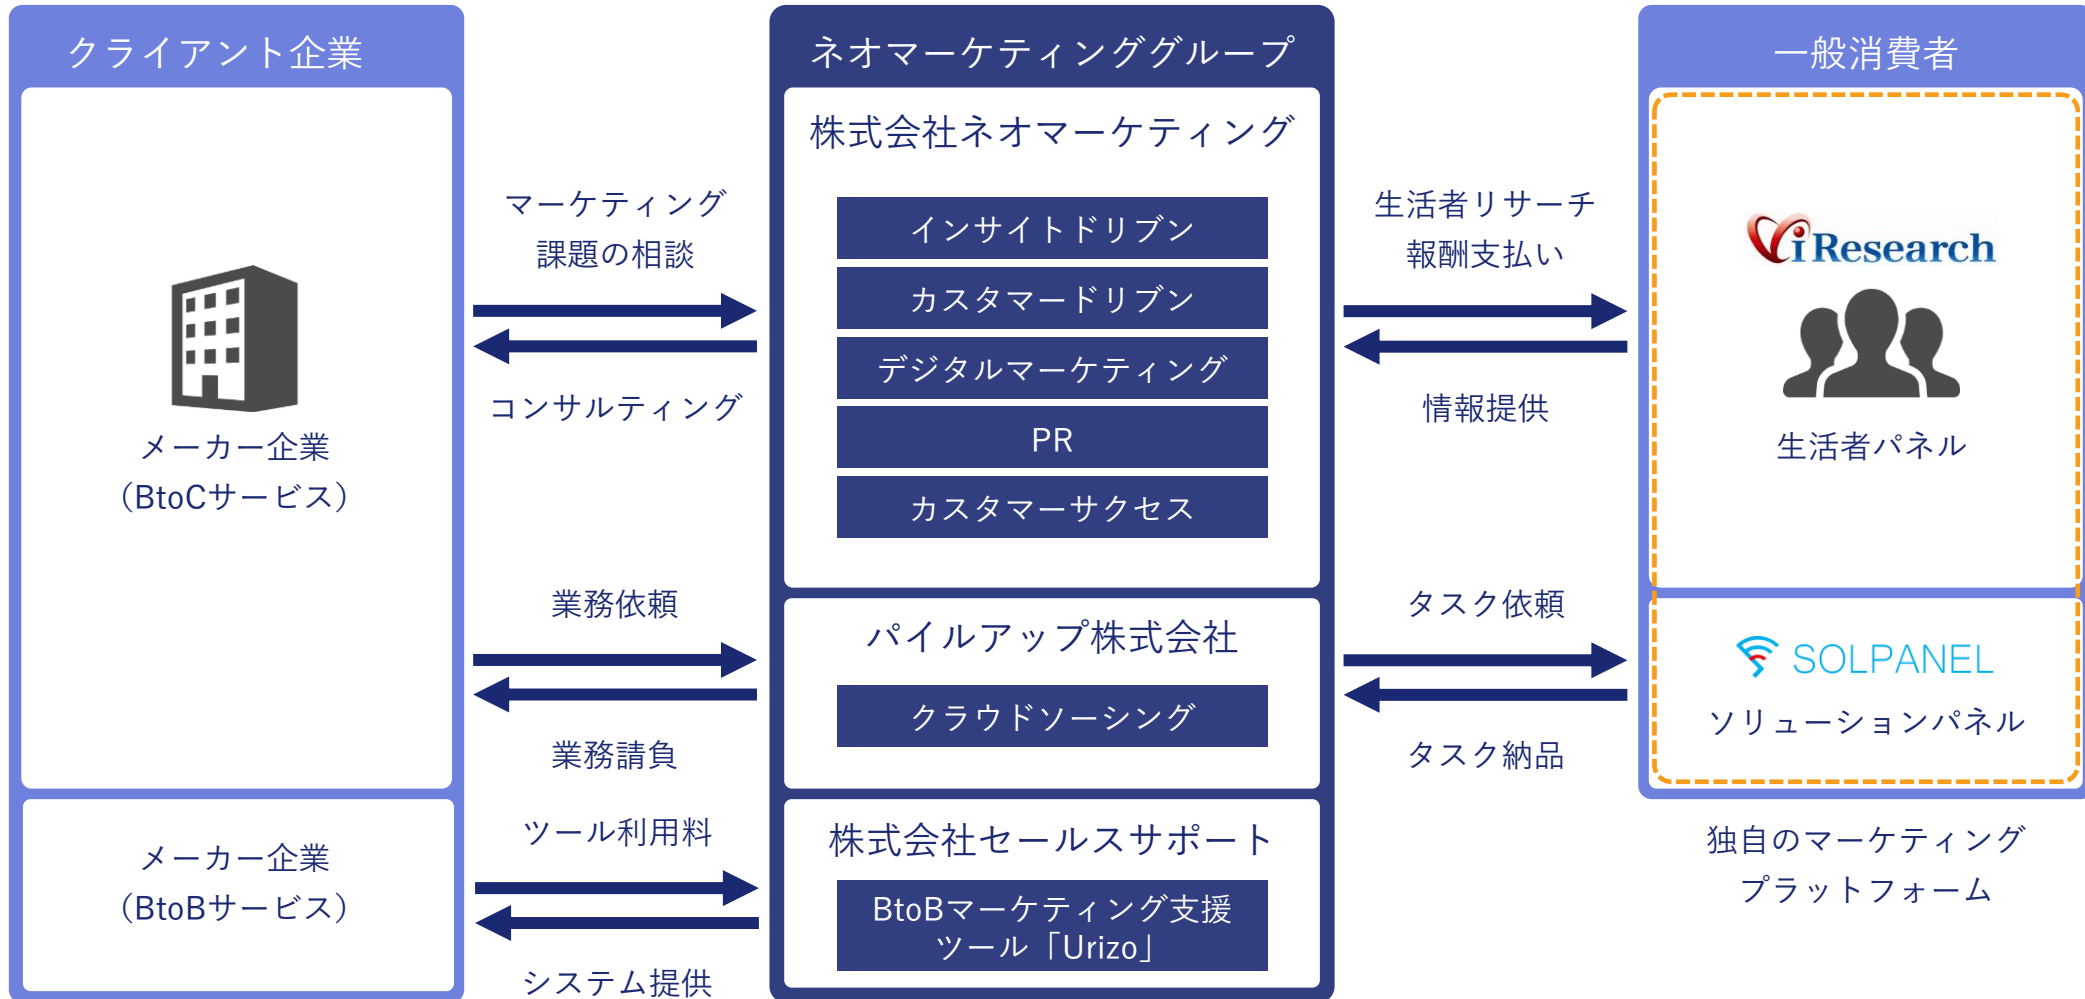 クライアント企業
メーカー企業
（BtoCサービス）
メーカー企業
（BtoBサービス）
マーケティング
課題の相談
コンサルティング
業務依頼
業務請負
ツール利用料
システム提供
ネオマーケティンググループ
株式会社ネオマーケティング
インサイトドリブン
カスタマードリブン
デジタルマーケティング
PR
カスタマーサクセス
パイルアップ株式会社
クラウドソーシング
株式会社セールスサポート
BtoBマーケティング支援
ツール「Urizo」
生活者リサーチ
報酬支払い
情報提供
タスク依頼
タスク納品
一般消費者
iResearch
生活者パネル
SOLPANEL
ソリューションパネル
独自のマーケティング
プラットフォーム